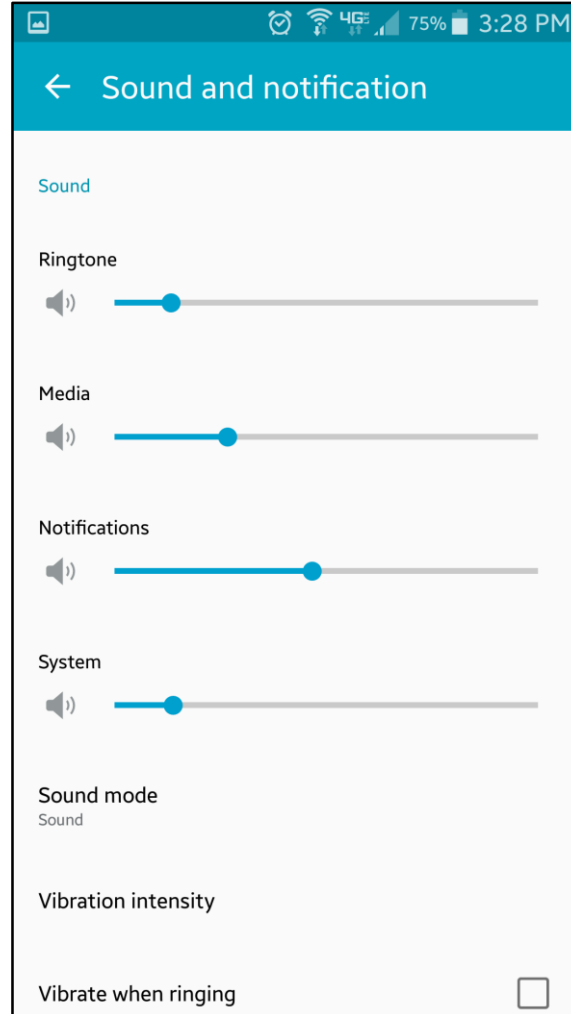 4GE 75% 3:28 PM
Sound and notification
Sound
Ringtone
Media
Notifications
System
Sound mode
Sound
Vibration intensity
Vibrate when ringing